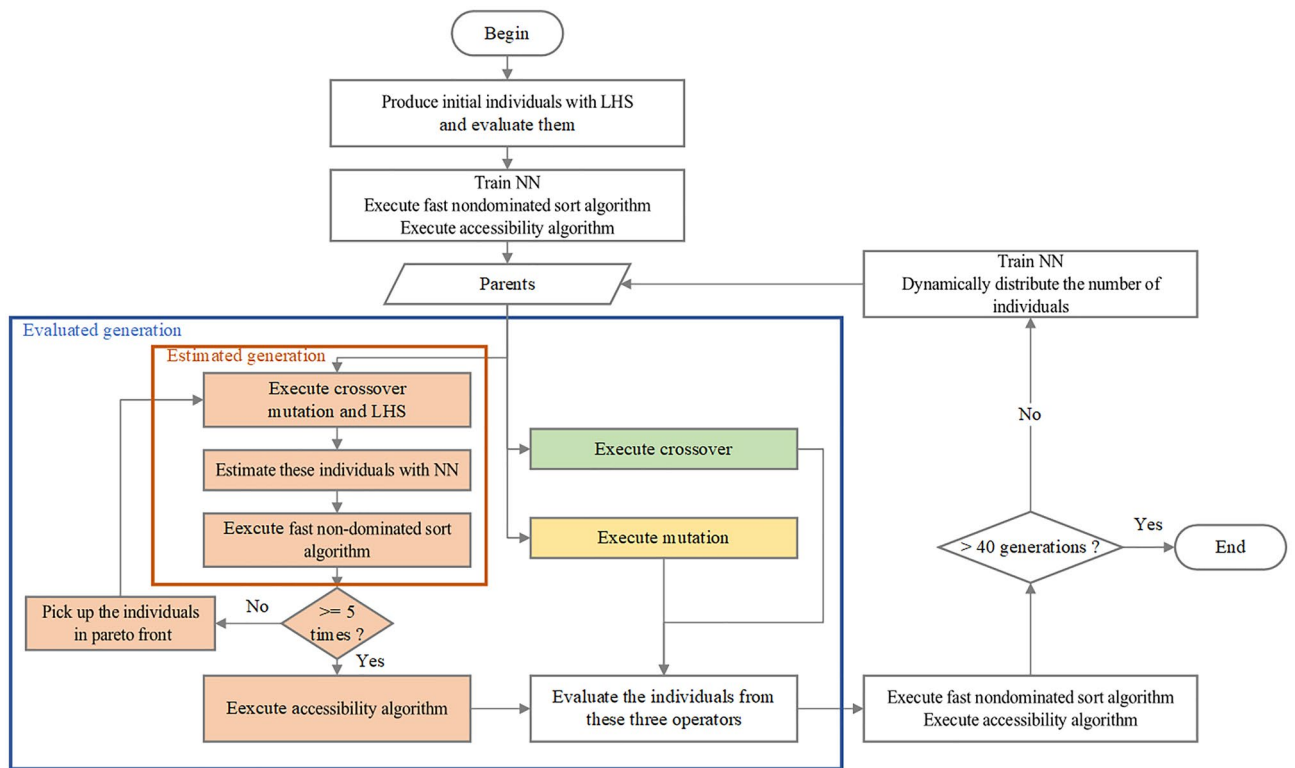 Begin
Produce initial individuals with LHS
and evaluate them
Train NN
Execute fast nondominated sort algorithm
Execute accessibility algorithm
Parents
Train NN
Dynamically distribute the number of
individuals
Evaluated generation
Estimated generation
Execute crossover
mutation and LHS
Estimate these individuals with NN
Eexcute fast non-dominated sort
algorithm
>= 5
times ?
No
Yes
Pick up the individuals
in pareto front
Eexcute accessibility algorithm
Execute crossover
Execute mutation
Evaluate the individuals from
these three operators
Execute fast nondominated sort algorithm
Execute accessibility algorithm
> 40 generations ?
No
Yes
End